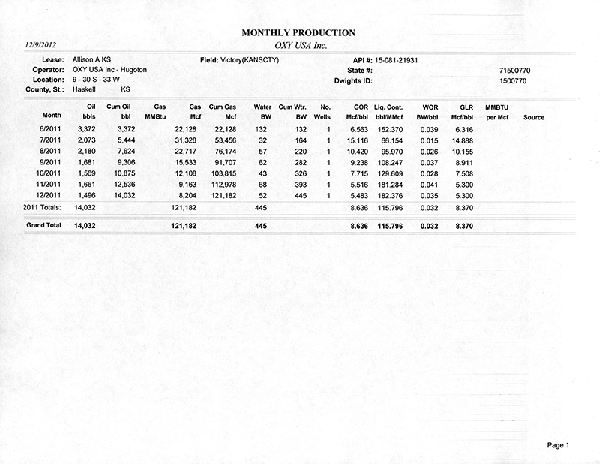 MONTHLY PRODUCTION
12/9/2012 OXY USA Inc.
Lease: Allison A KS Field: Victory(KANSCTY) API #: 15-081-21931
Operator: OXY USA Inc - Hugoton State #: 71500770
Location: 9 - 30 S - 33 W Dwights ID: 1500770
County, St.: Haskell KS
Oil Cum Oil Gas Gas Cum Gas Water Cum Wtr. No. GOR Liq. Cont. WOR GLR MMBTU
Month bbls bbl MMBtu Mcf Mcf BW BW Wells Mcf/bbl bbl/MMcf BW/bbl Mcf/bbl per Mcf Source
6/2011 3,372 3,372 22,128 22,128 132 132 1 6.563 152.370 0.039 6.316
7/2011 2,073 5,444 31,328 53,456 32 164 1 15.116 66.154 0.015 14.888
8/2011 2,180 7,624 22,717 76,174 57 220 1 10.420 95.970 0.026 10.155
9/2011 1,681 9,306 15,533 91,707 62 282 1 9.238 108.247 0.037 8.911
10/2011 1,569 10,875 12,108 103,815 43 326 1 7.715 129.609 0.028 7.508
11/2011 1,661 12,536 9,163 112,978 68 393 1 5.516 181.284 0.041 5.300
12/2011 1,496 14,032 8,204 121,182 52 445 1 5.483 182.376 0.035 5.300
2011 Totals: 14,032 121,182 445 8.636 115.796 0.032 8.370
Grand Total 14,032 121,182 445 8.636 115.796 0.032 8.370
Page 1